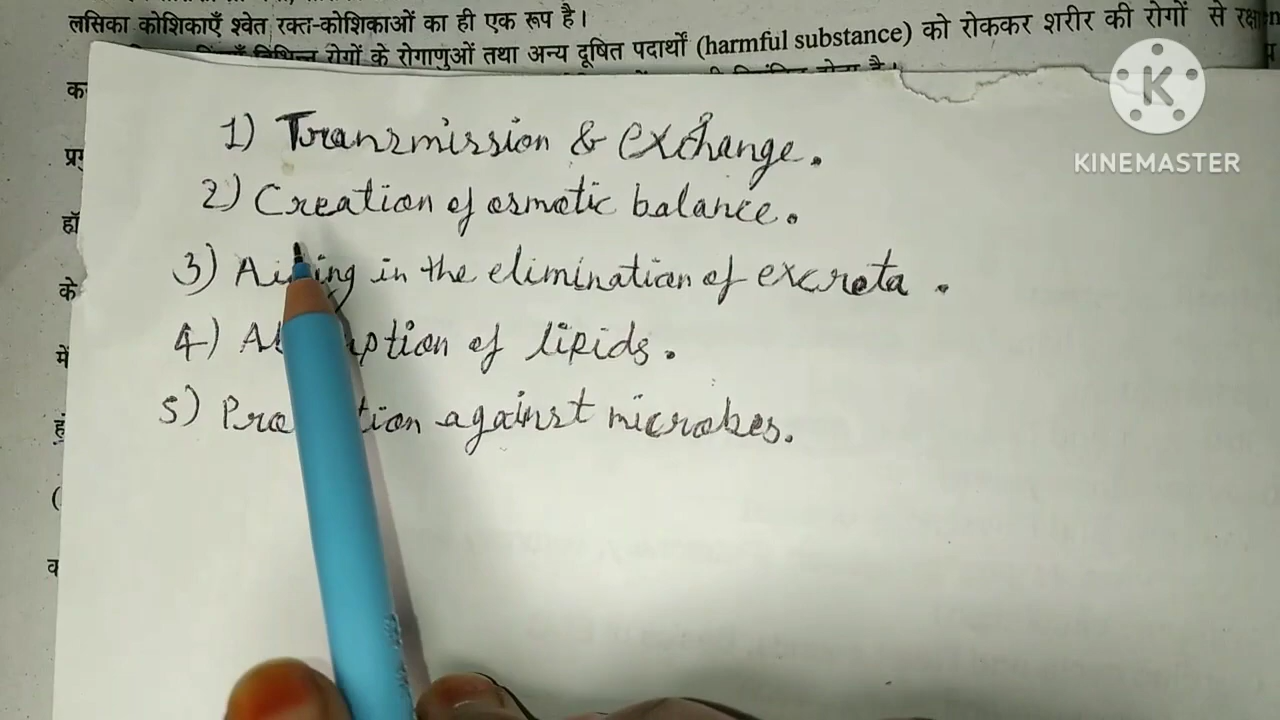 लसिका कोशिकाएँ श्वेत रक्त-कोशिकाओं का ही एक रूप है।
विभिन्न रोगों के रोगाणुओं तथा अन्य दूषित पदार्थों (harmful substance) को रोककर शरीर की रोगों से रक्षा
KINEMASTER
1) Transmission & exchange.
2) Creation of osmotic balance.
3) in the elimination of excreta.
4) of lipids.
5) against microbes.